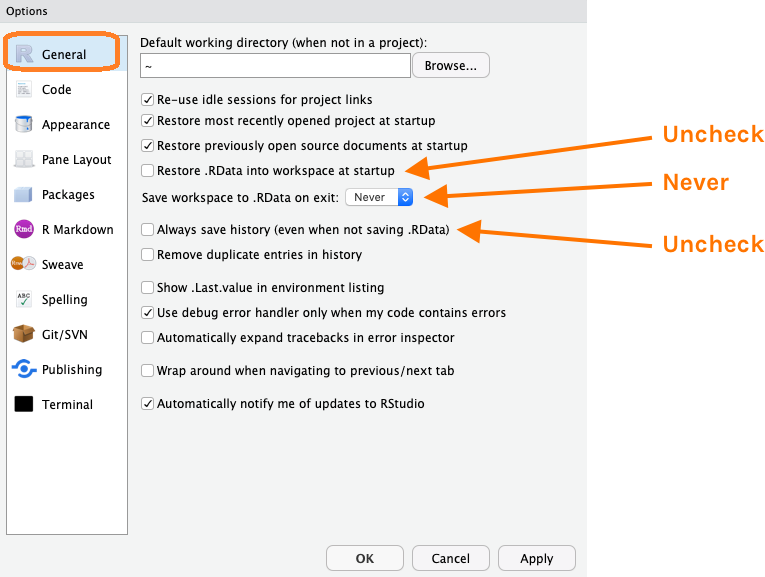 Options
General
Code
Appearance
Pane Layout
Packages
Rmd
R Markdown
Sweave
ABC
Spelling
Git/SVN
Publishing
Terminal
Default working directory (when not in a project):
~
Browse...
Re-use idle sessions for project links
Restore most recently opened project at startup
Restore previously open source documents at startup
Restore .RData into workspace at startup
Save workspace to .RData on exit: Never
Always save history (even when not saving .RData)
Remove duplicate entries in history
Show .Last.value in environment listing
Use debug error handler only when my code contains errors
Automatically expand tracebacks in error inspector
Wrap around when navigating to previous/next tab
Automatically notify me of updates to RStudio
Uncheck
Never
Uncheck
OK
Cancel
Apply